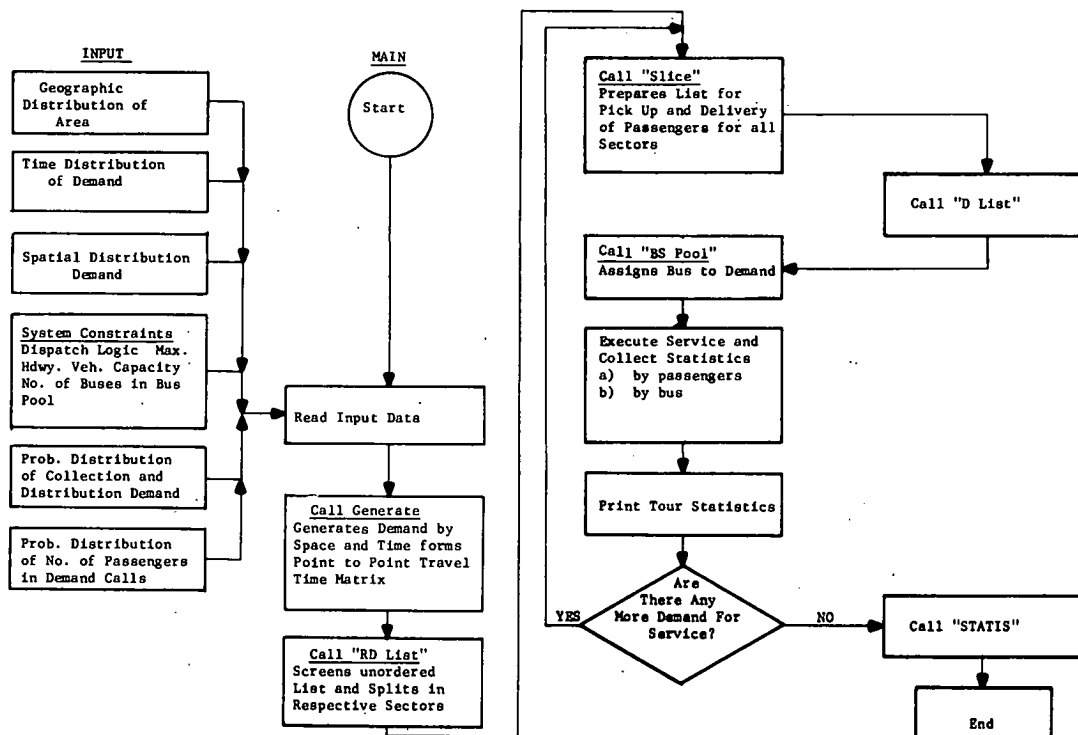 INPUT
Geographic
Distribution of
Area
Time Distribution
of Demand
Spatial Distribution
Demand
System Constraints
Dispatch Logic Max.
Hdwy. Veh. Capacity
No. of Buses in Bus
Pool
Prob. Distribution
of Collection and
Distribution Demand
Prob. Distribution
of No. of Passengers
in Demand Calls
MAIN
Start
Read Input Data
Call Generate
Generates Demand by
Space and Time forms
Point to Point Travel
Time Matrix
Call "RD List"
Screens unordered
List and Splits in
Respective Sectors
Call "Slice"
Prepares List for
Pick Up and Delivery
of Passengers for all
Sectors
Call "D List"
Call "BS Pool"
Assigns Bus to Demand
Execute Service and
Collect Statistics
a) by passengers
b) by bus
Print Tour Statistics
Are
There Any
More Demand For
Service?
YES
NO
Call "STATIS"
End